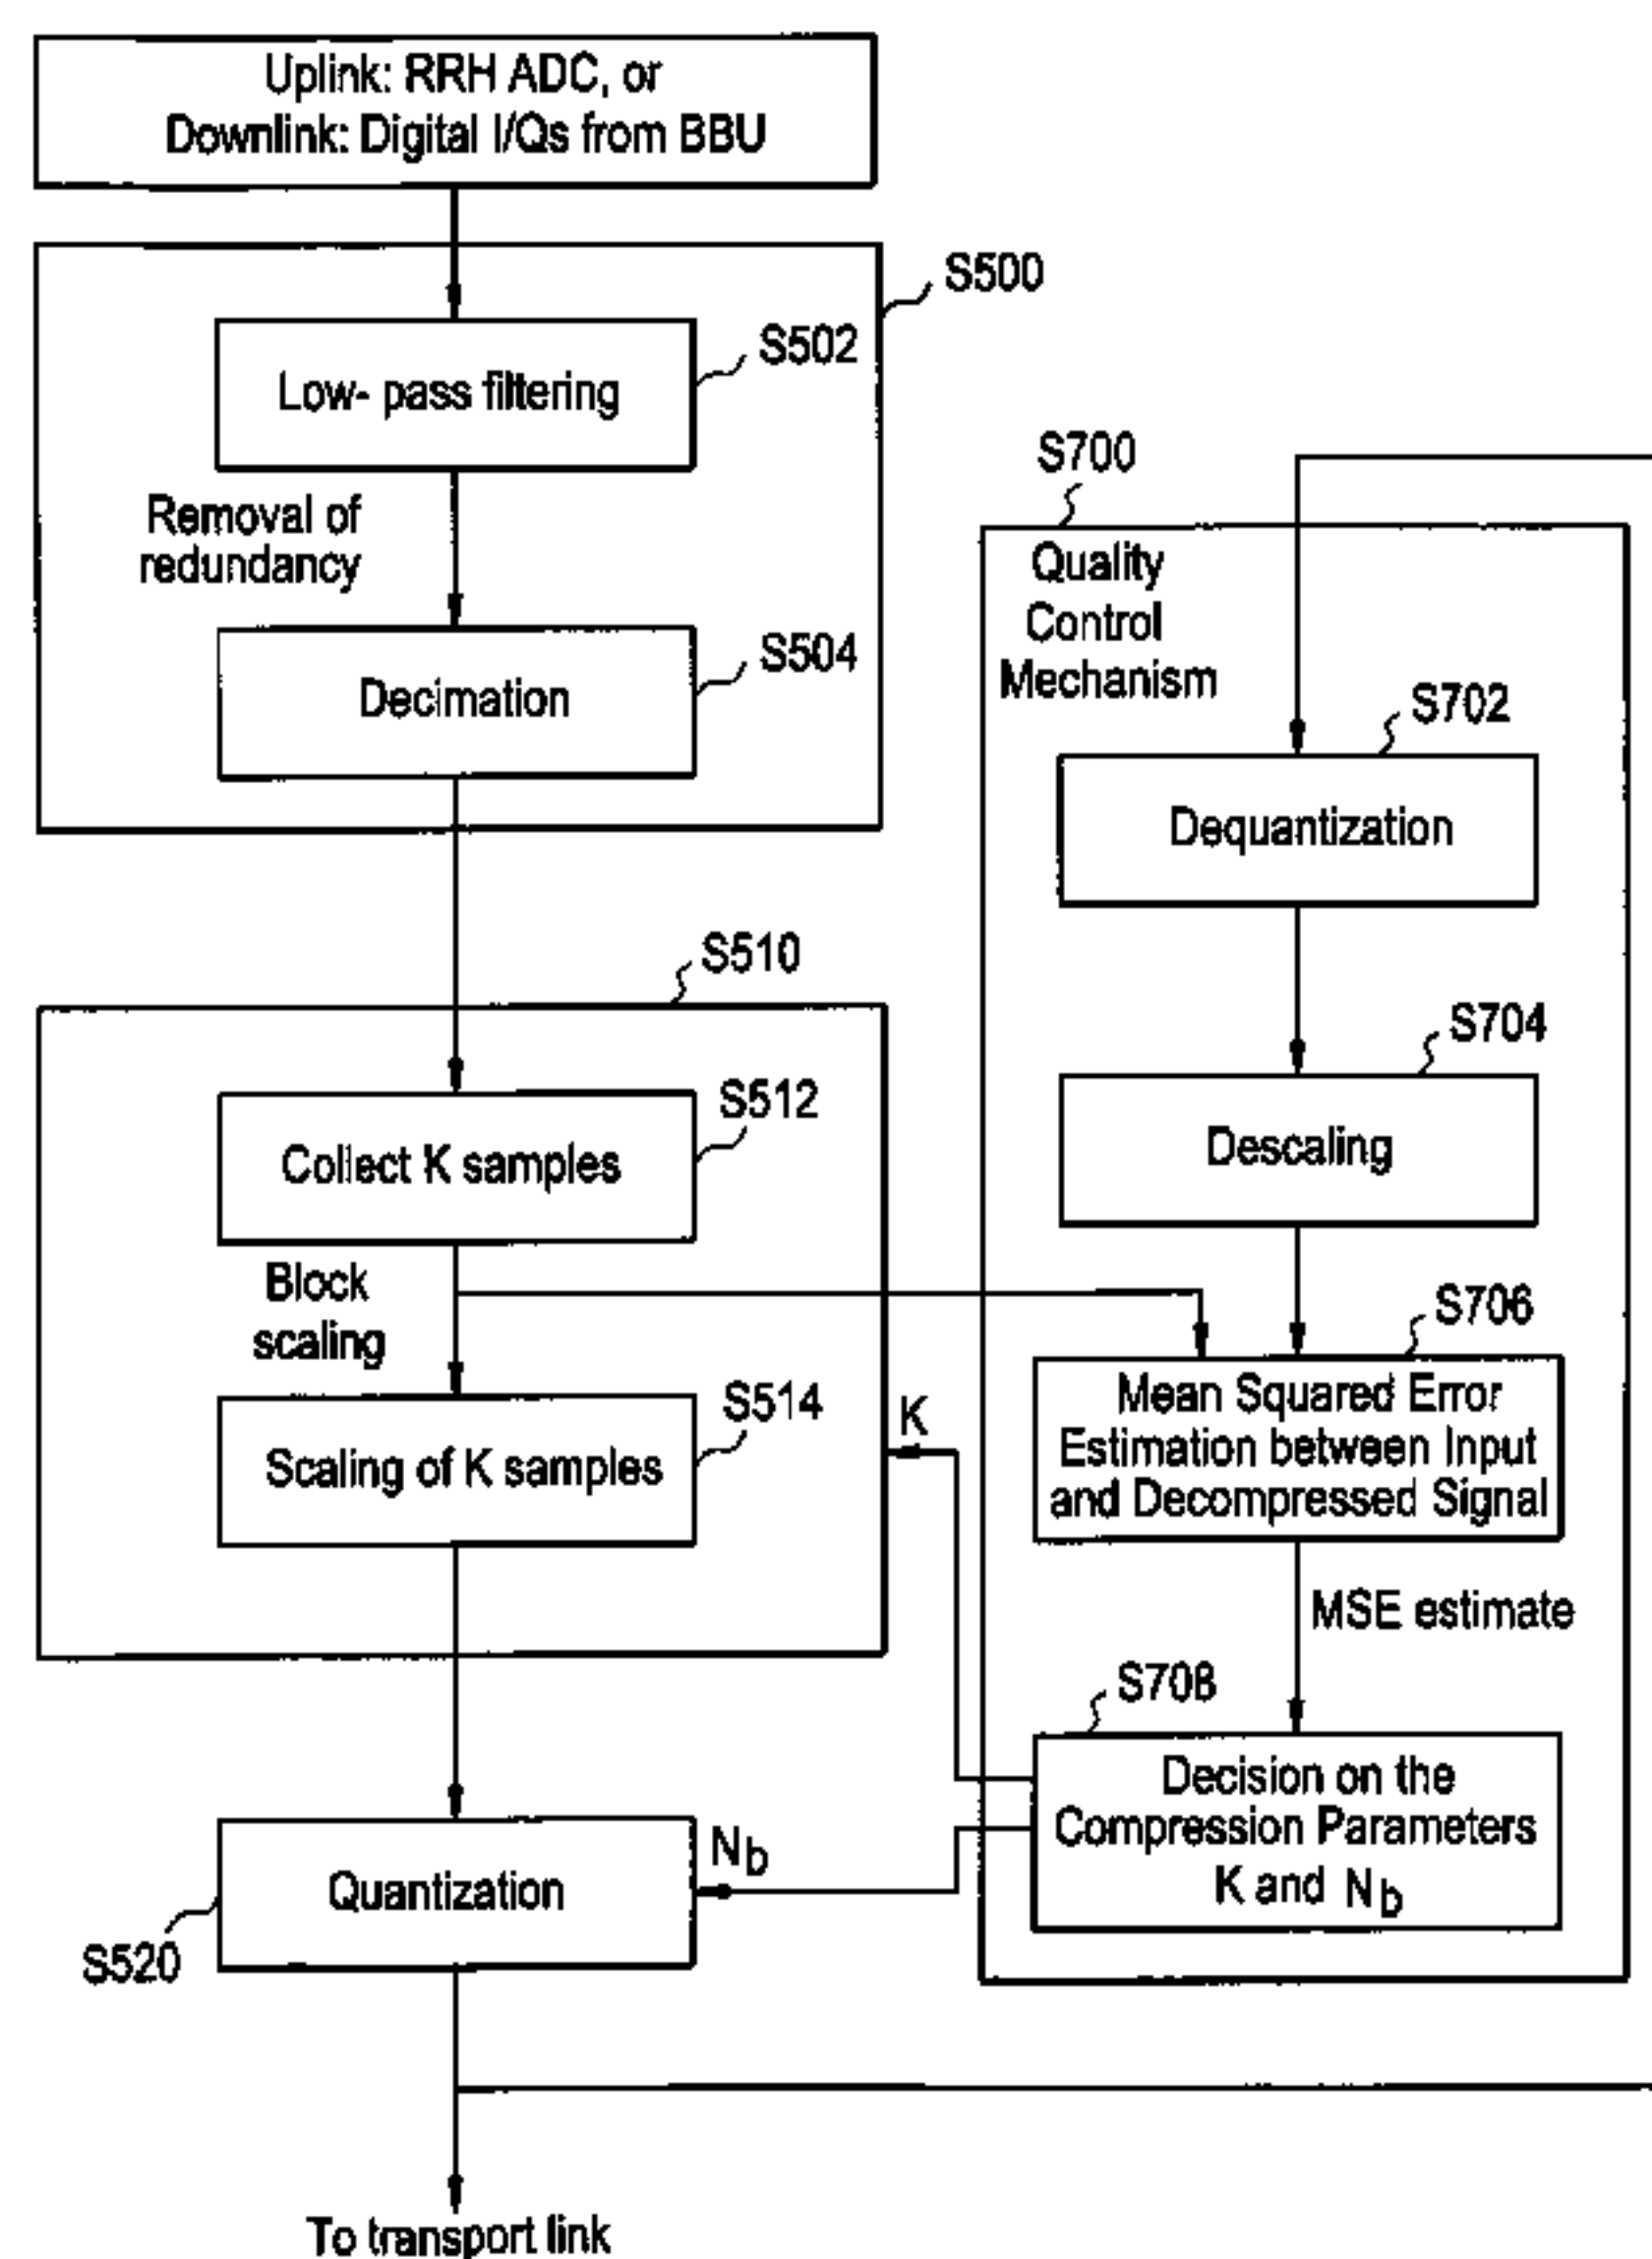 Uplink: RRH ADC, or
Downlink: Digital I/Qs from BBU
S500
S502
Low- pass filtering
Removal of
redundancy
S504
Decimation
S510
S512
Collect K samples
Block
scaling
S514
Scaling of K samples
K
Quantization
S520
Nb
To transport link
S700
Quality
Control
Mechanism
S702
Dequantization
S704
Descaling
S706
Mean Squared Error
Estimation between Input
and Decompressed Signal
MSE estimate
S708
Decision on the
Compression Parameters
K and Nb